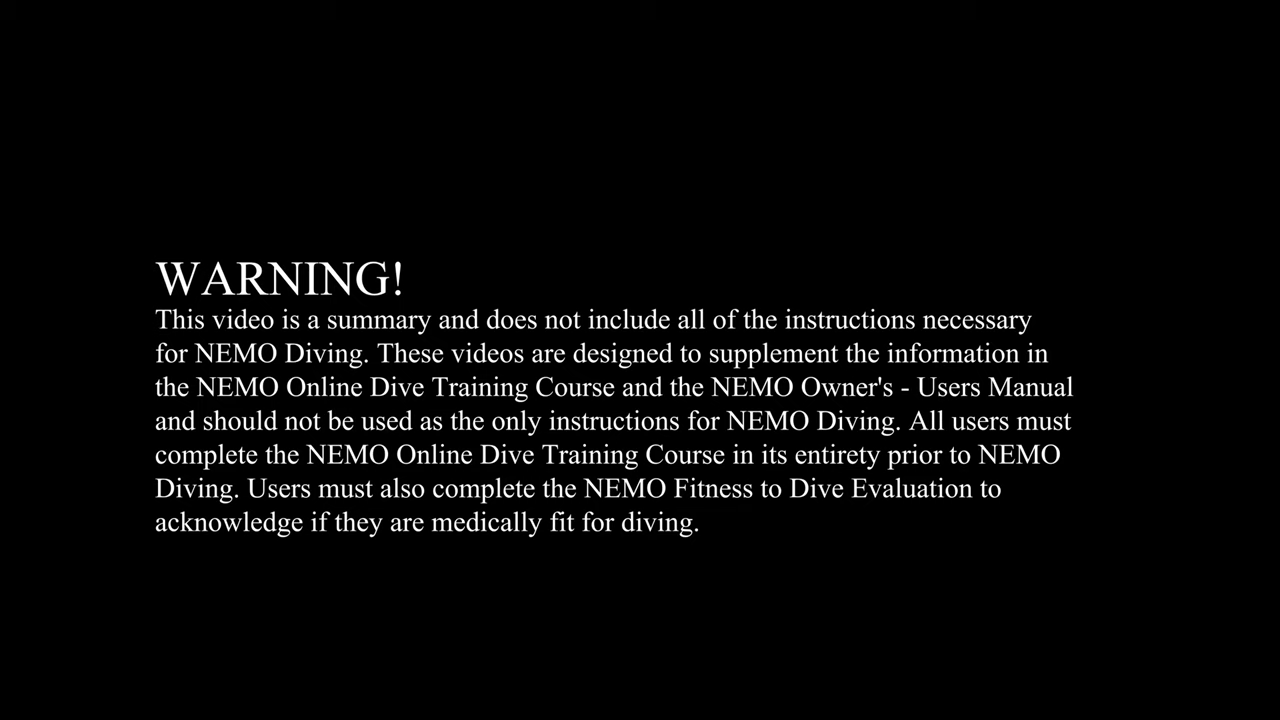 WARNING!
This video is a summary and does not include all of the instructions necessary
for NEMO Diving. These videos are designed to supplement the information in
the NEMO Online Dive Training Course and the NEMO Owner's - Users Manual
and should not be used as the only instructions for NEMO Diving. All users must
complete the NEMO Online Dive Training Course in its entirety prior to NEMO
Diving. Users must also complete the NEMO Fitness to Dive Evaluation to
acknowledge if they are medically fit for diving.